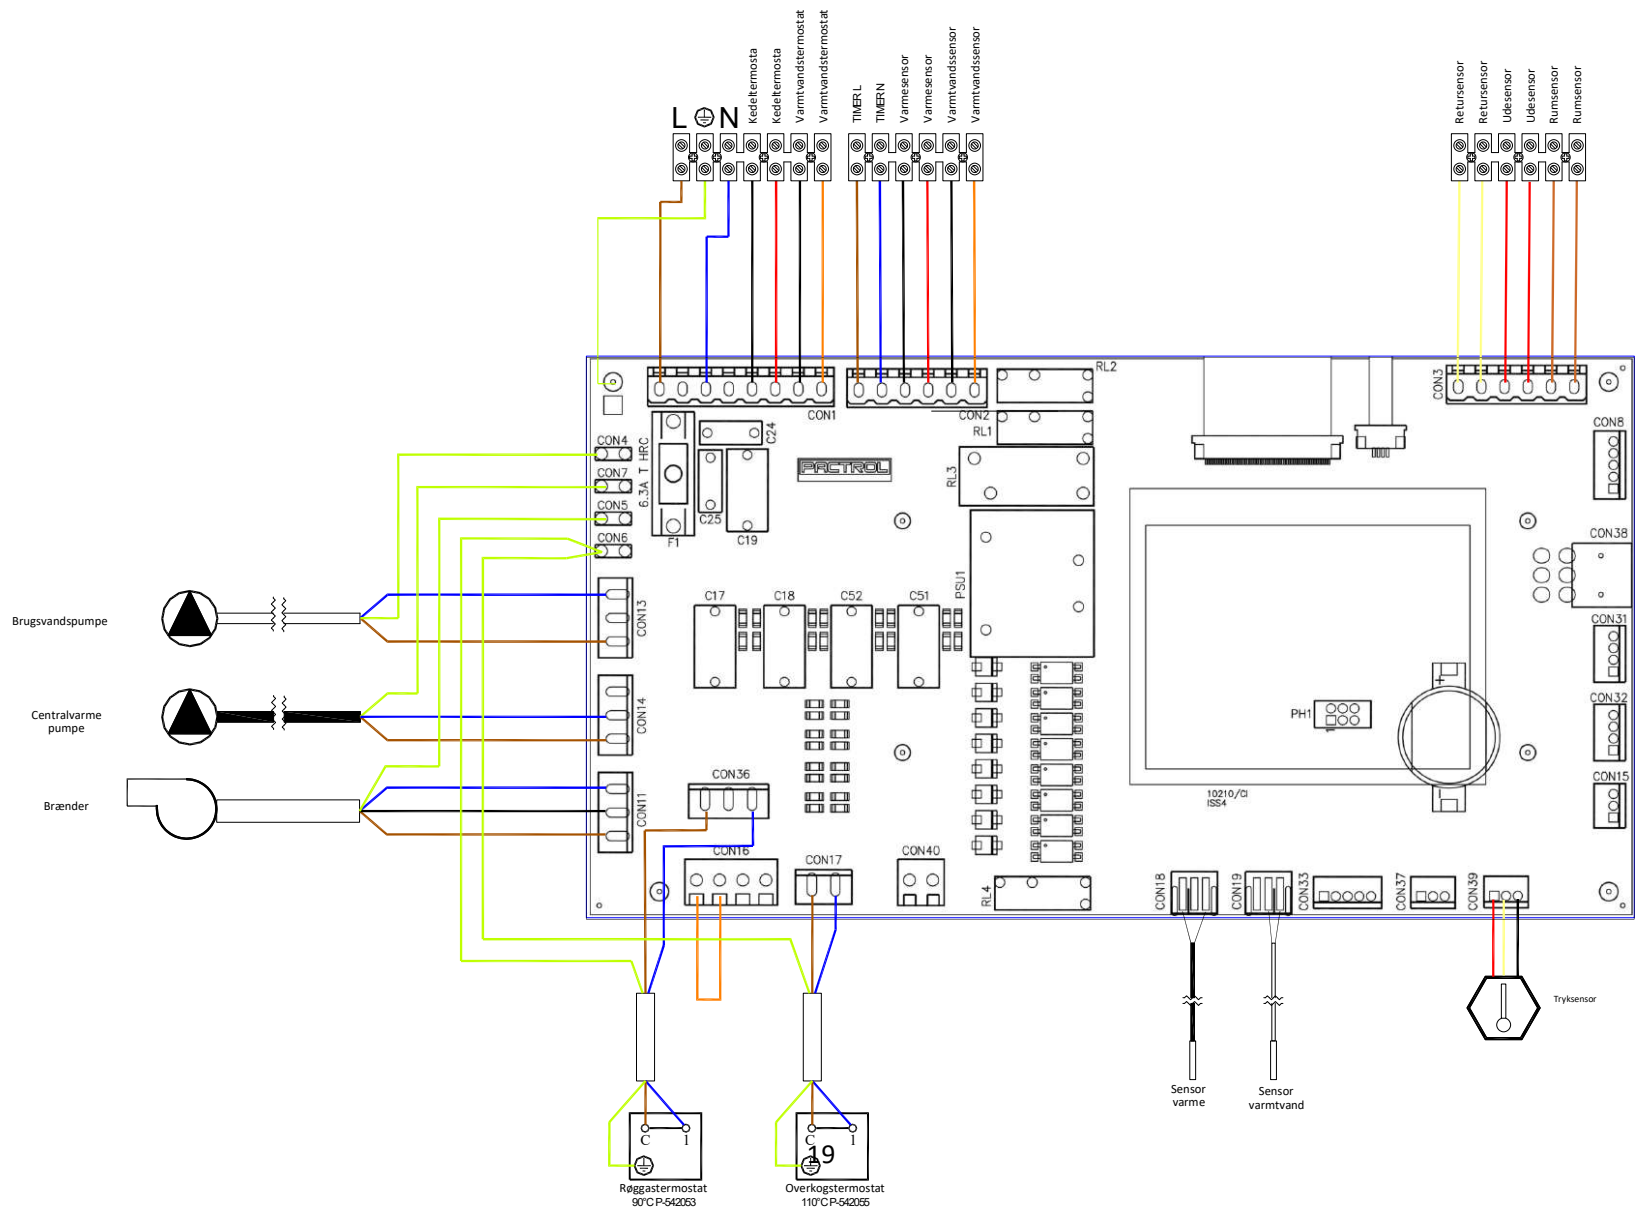 L N
Kedeltermosta
Kedeltermosta
Varmtvandstermostat
Varmtvandstermostat
TIMER L
TIMER N
Varmesensor
Varmesensor
Varmtvandssensor
Varmtvandssensor
Retursensor
Retursensor
Udesensor
Udesensor
Rumsensor
Rumsensor
CON1
CON2
RL2
RL1
CON3
CON8
CON4
CON7
CON5
CON6
6.3A T HRC
F1
C24
C25
C19
PACTROL
RL3
PSU1
CON38
CON31
CON32
CON15
C17
C18
C52
C51
CON13
CON14
CON11
Brugsvandspumpe
Centralvarme
pumpe
Brænder
CON36
CON16
CON17
CON40
RL4
PH1
1
+
–
10210/CI
ISS4
CON18
CON19
CON33
CON37
CON39
Tryksensor
Sensor
varme
Sensor
varmtvand
C 1
C 1
19
Røggastermostat
90°C P-542053
Overkogstermostat
110°C P-542055